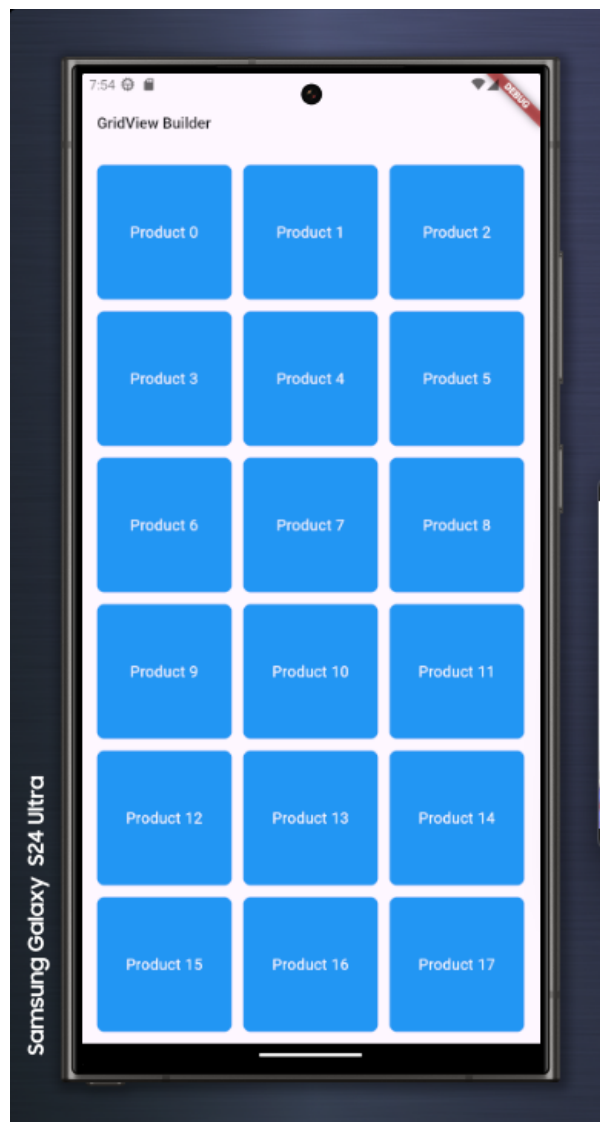 7:54
DEBUG
GridView Builder
Product 0 Product 1 Product 2
Product 3 Product 4 Product 5
Product 6 Product 7 Product 8
Product 9 Product 10 Product 11
Product 12 Product 13 Product 14
Product 15 Product 16 Product 17
Samsung Galaxy S24 Ultra